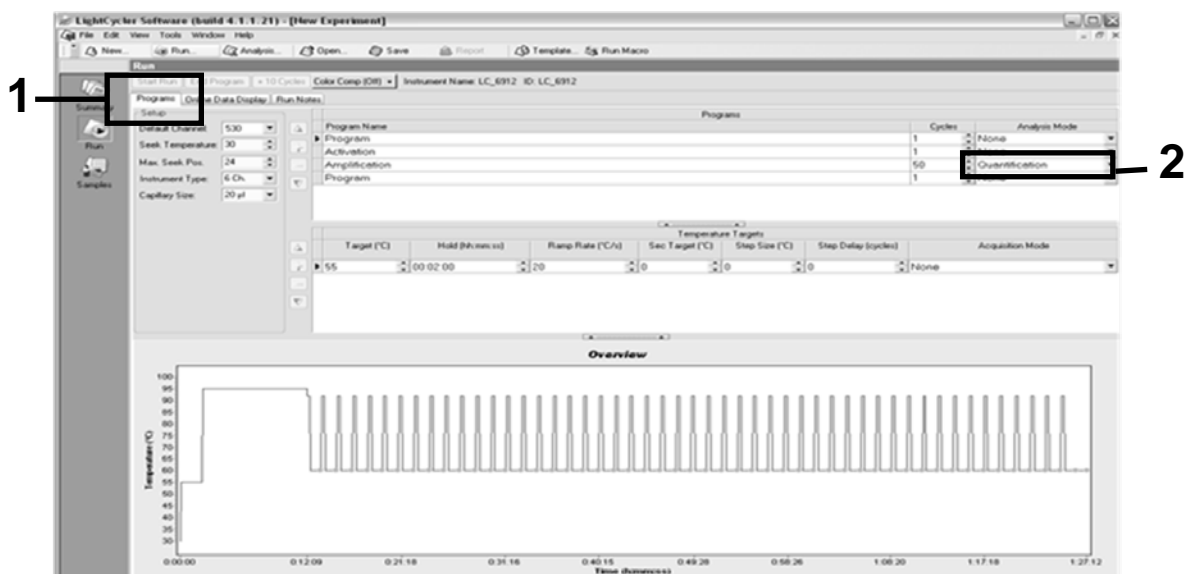 LightCycler Software (build 4.1.1.21) - [New Experiment]
File Edit View Tools Window Help
New... Run... Analysis... Open... Save Report Template... Run Macro
Run
Start Run End Program + 10 Cycles Color Comp (Off) Instrument Name: LC_6912 ID: LC_6912
1
Programs Online Data Display Run Notes
Summary
Run
Samples
Setup
Default Channel: 530
Seek Temperature: 30
Max. Seek Pos. 24
Instrument Type: 6 Ch.
Capillary Size: 20 µl
Programs
Program Name Cycles Analysis Mode
Program 1 None
Activation 1
Amplification 50 Quantification
Program 1
2
Temperature Targets
Target (°C) Hold (hh:mm:ss) Ramp Rate (°C/s) Sec Target (°C) Step Size (°C) Step Delay (cycles) Acquisition Mode
55 00:02:00 20 0 0 0 None
Overview
Temperature (°C)
100
95
90
85
80
75
70
65
60
55
50
45
40
35
30
0:00:00 0:12:09 0:21:18 0:31:16 0:40:15 0:49:28 0:58:26 1:08:20 1:17:18 1:27:12
Time (h:mm:ss)